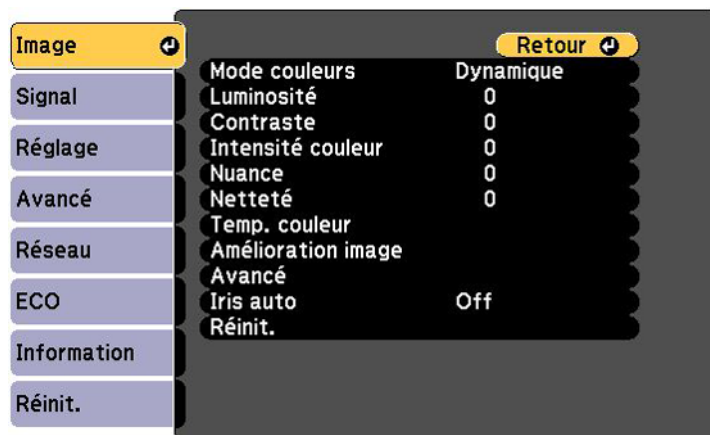 Image
Signal
Réglage
Avancé
Réseau
ECO
Information
Réinit.
Retour
Mode couleurs Dynamique
Luminosité 0
Contraste 0
Intensité couleur 0
Nuance 0
Netteté 0
Temp. couleur
Amélioration image
Avancé
Iris auto Off
Réinit.